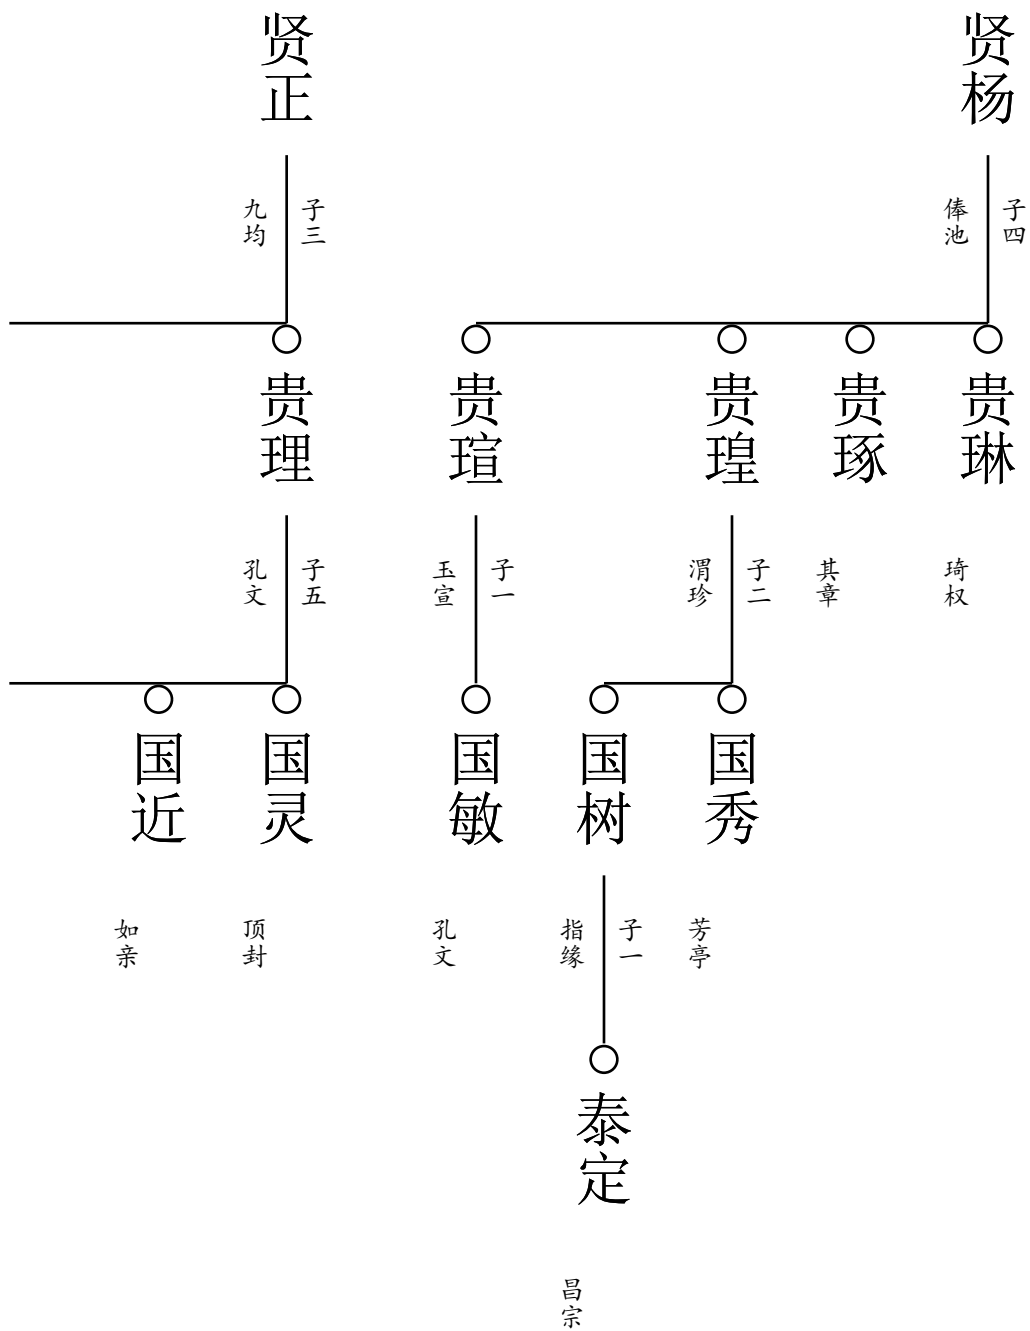 贤杨
子四
俸池
贤正
子三
九均
贵琳
琦权
贵琢
其章
贵瑝
子二
渭珍
贵瑄
子一
玉宣
贵理
子五
孔文
国秀
芳亭
国树
子一
指缘
国敏
孔文
国灵
顶封
国近
如亲
泰定
昌宗